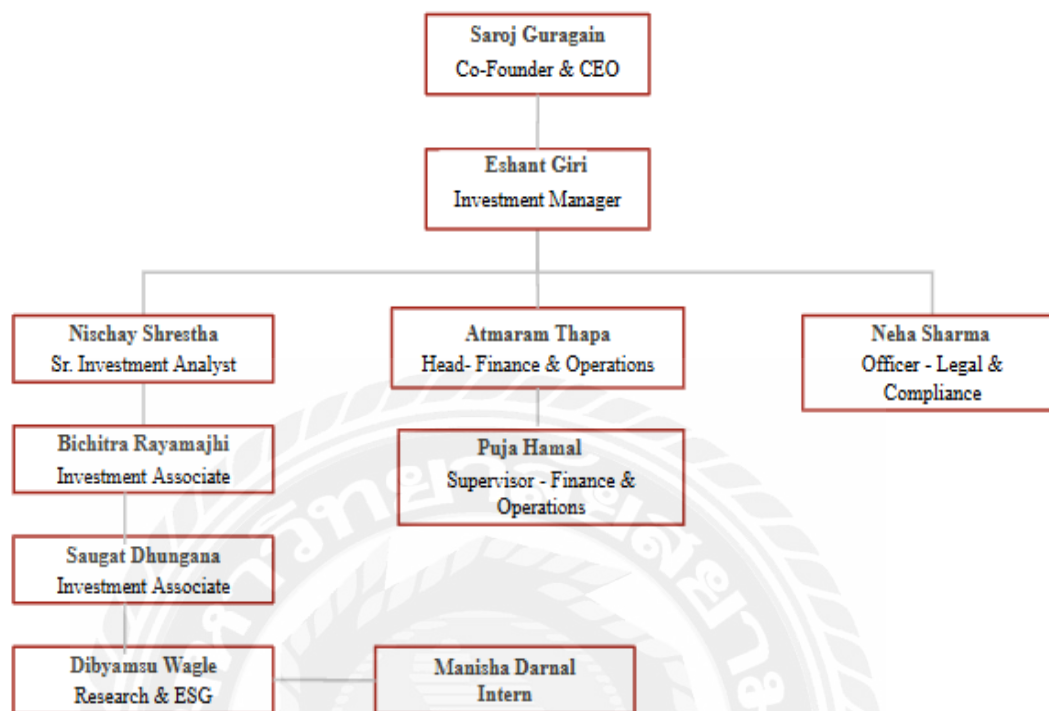 Saroj Guragain
Co-Founder & CEO
Eshant Giri
Investment Manager
Nischay Shrestha
Sr. Investment Analyst
Atmaram Thapa
Head- Finance & Operations
Neha Sharma
Officer - Legal &
Compliance
Bichitra Rayamajhi
Investment Associate
Puja Hamal
Supervisor - Finance &
Operations
Saugat Dhungana
Investment Associate
Dibyamsu Wagle
Research & ESG
Manisha Darnal
Intern